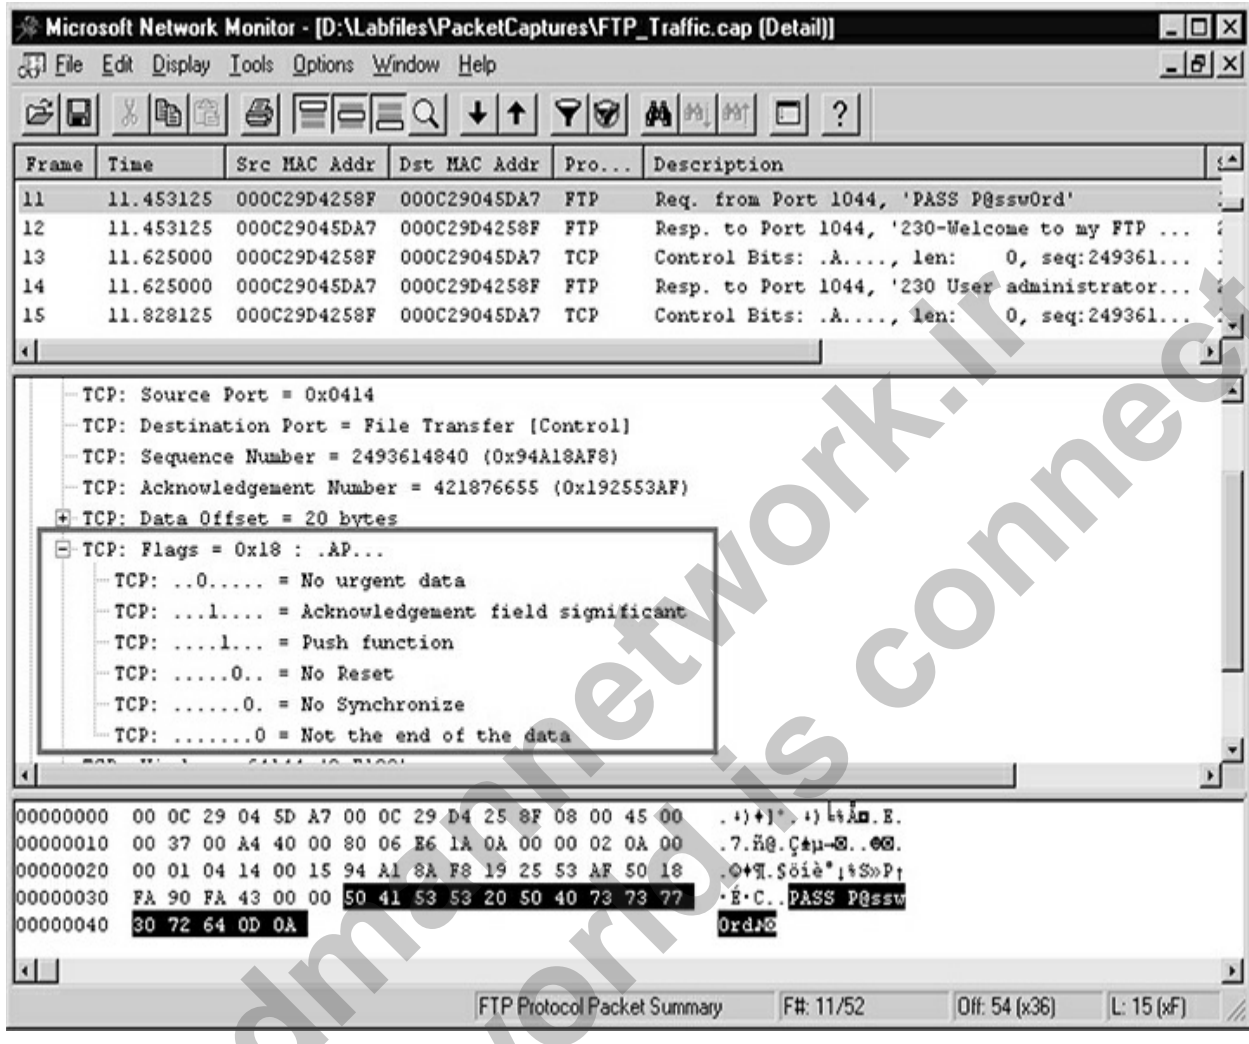 Microsoft Network Monitor - [D:\Labfiles\PacketCaptures\FTP_Traffic.cap (Detail)]
File Edit Display Tools Options Window Help
Frame Time Src MAC Addr Dst MAC Addr Pro... Description
11 11.453125 000C29D4258F 000C29045DA7 FTP Req. from Port 1044, 'PASS P@ssw0rd'
12 11.453125 000C29045DA7 000C29D4258F FTP Resp. to Port 1044, '230-Welcome to my FTP ...
13 11.625000 000C29D4258F 000C29045DA7 TCP Control Bits: .A...., len: 0, seq:249361...
14 11.625000 000C29045DA7 000C29D4258F FTP Resp. to Port 1044, '230 User administrator...
15 11.828125 000C29D4258F 000C29045DA7 TCP Control Bits: .A...., len: 0, seq:249361...
TCP: Source Port = 0x0414
TCP: Destination Port = File Transfer [Control]
TCP: Sequence Number = 2493614840 (0x94A18AF8)
TCP: Acknowledgement Number = 421876655 (0x192553AF)
TCP: Data Offset = 20 bytes
TCP: Flags = 0x18 : .AP...
TCP: ..0..... = No urgent data
TCP: ...1.... = Acknowledgement field significant
TCP: ....1... = Push function
TCP: .....0.. = No Reset
TCP: ......0. = No Synchronize
TCP: .......0 = Not the end of the data
00000000 00 0C 29 04 5D A7 00 0C 29 D4 25 8F 08 00 45 00
00000010 00 37 00 A4 40 00 80 06 E6 1A 0A 00 00 02 0A 00
00000020 00 01 04 14 00 15 94 A1 8A F8 19 25 53 AF 50 18
00000030 FA 90 FA 43 00 00 50 41 53 53 20 50 40 73 73 77 PASS P@ssw
00000040 30 72 64 0D 0A 0rd
FTP Protocol Packet Summary F#: 11/52 Off: 54 (x36) L: 15 (xF)